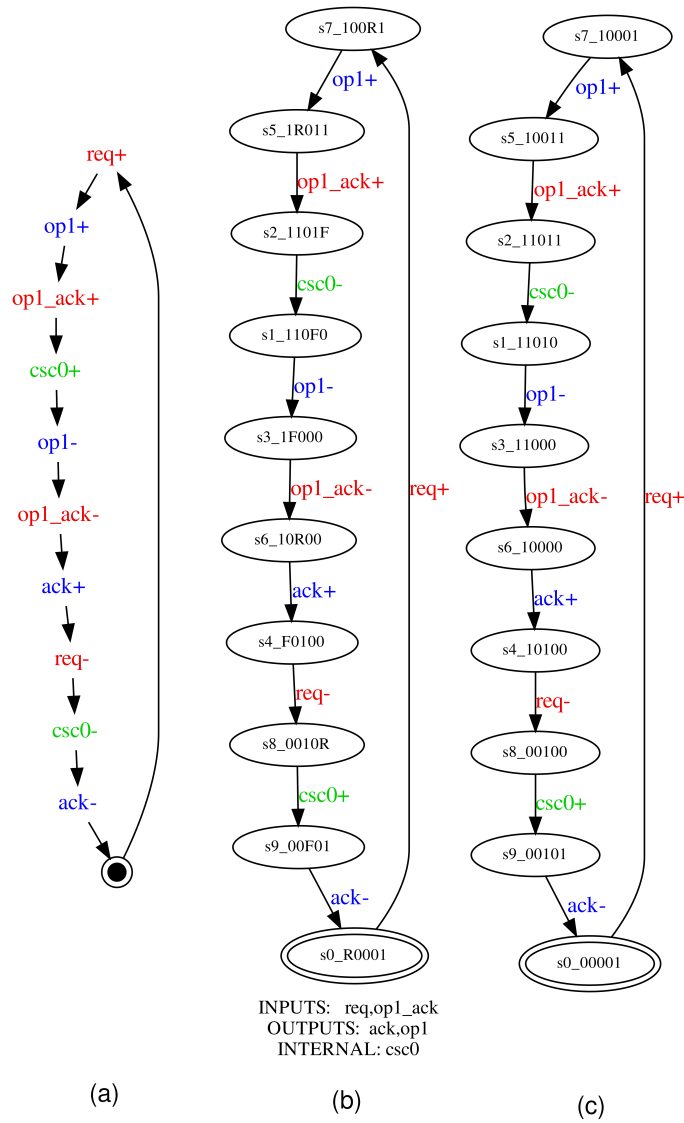 req+
op1+
op1_ack+
csc0+
op1-
op1_ack-
ack+
req-
csc0-
ack-
(a)
s7_100R1
op1+
s5_1R011
op1_ack+
s2_1101F
csc0-
s1_110F0
op1-
s3_1F000
op1_ack-
req+
s6_10R00
ack+
s4_F0100
req-
s8_0010R
csc0+
s9_00F01
ack-
s0_R0001
INPUTS: req,op1_ack
OUTPUTS: ack,op1
INTERNAL: csc0
(b)
s7_10001
op1+
s5_10011
op1_ack+
s2_11011
csc0-
s1_11010
op1-
s3_11000
op1_ack-
req+
s6_10000
ack+
s4_10100
req-
s8_00100
csc0+
s9_00101
ack-
s0_00001
(c)